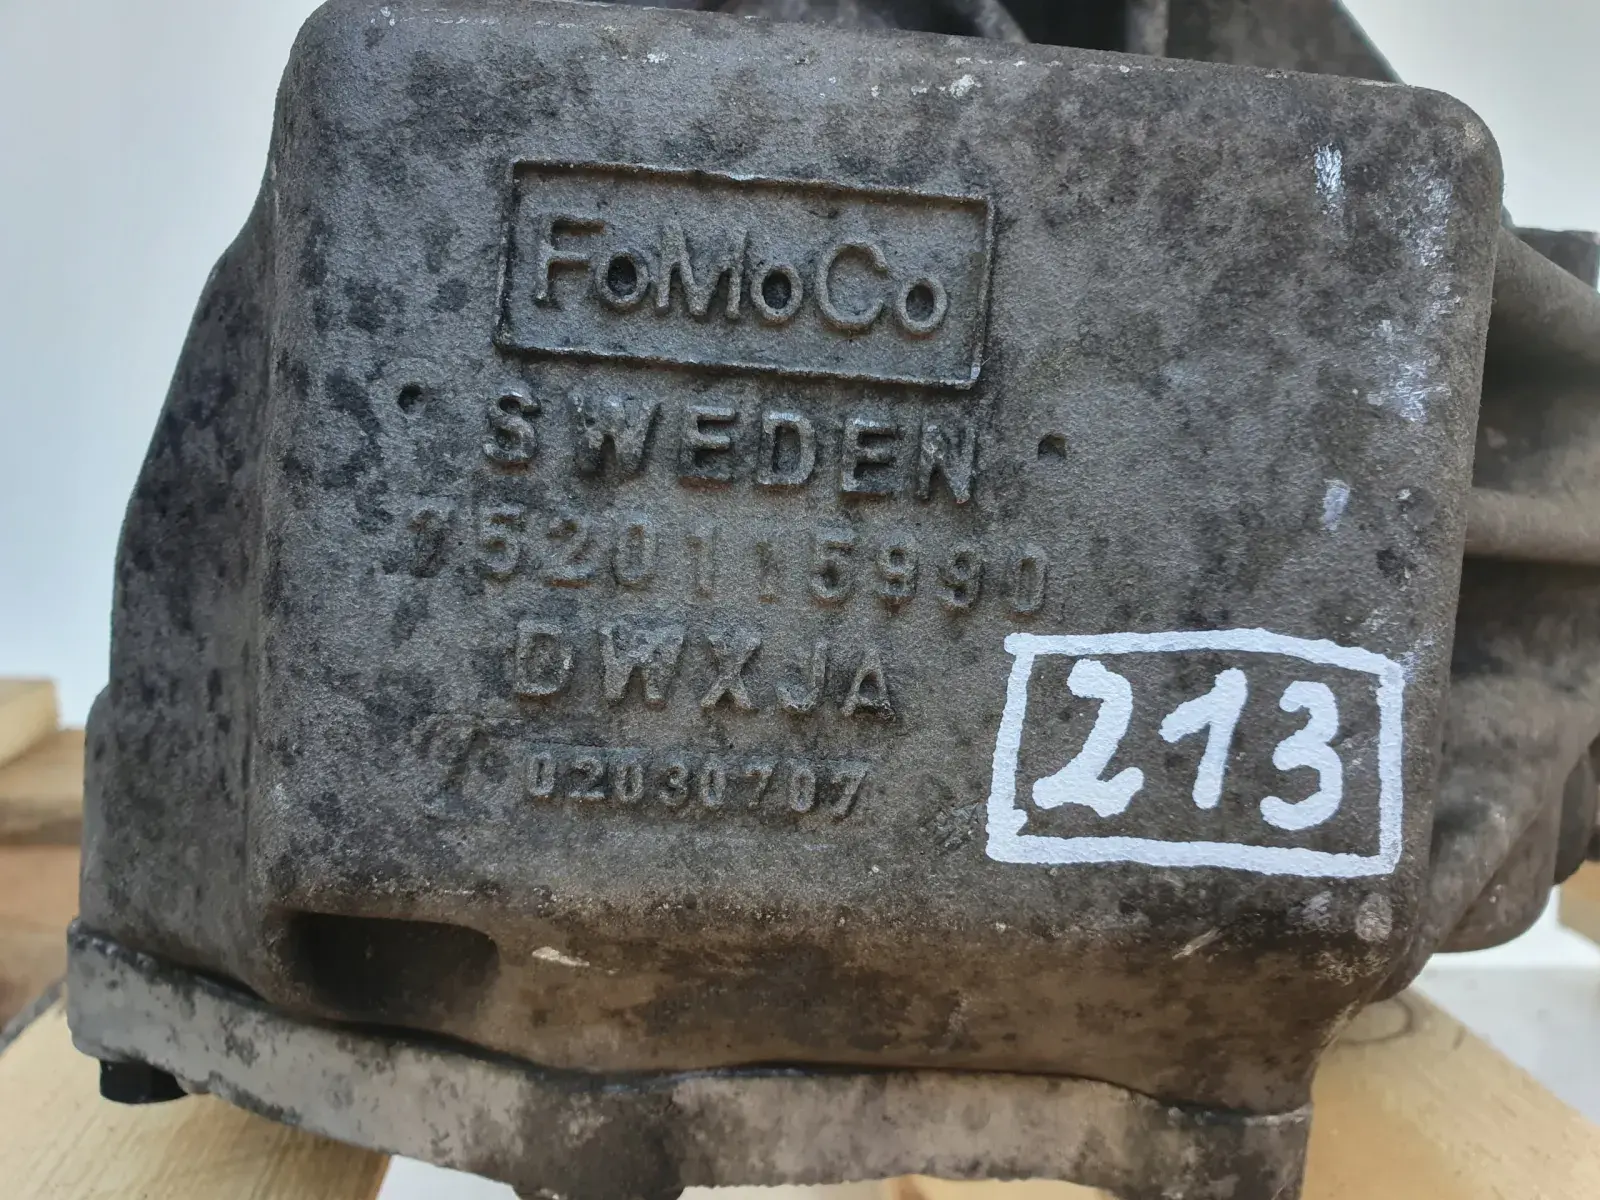 FoMoCo
SWEDEN
7520115990
DWXJA
02030707
213